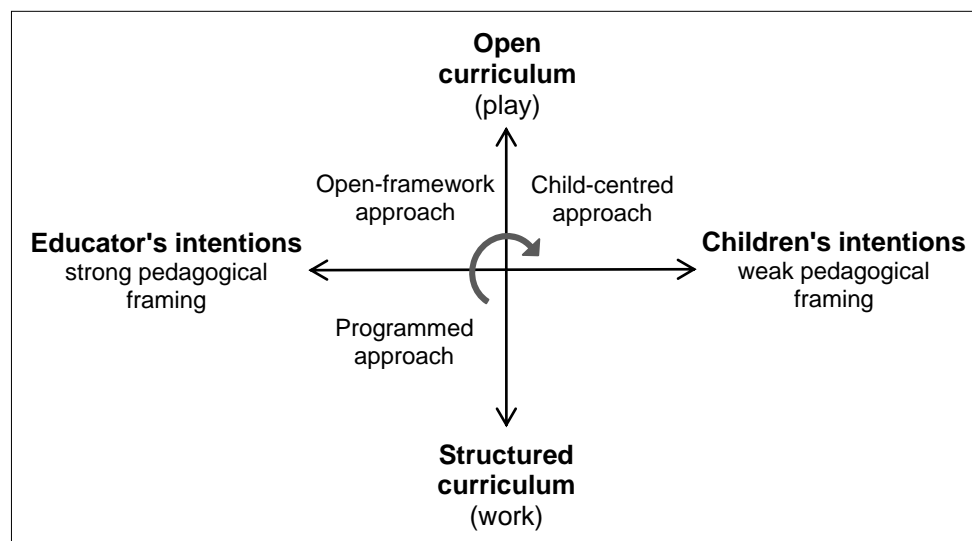 Open
curriculum
(play)
Open-framework
approach
Child-centred
approach
Educator's intentions
strong pedagogical
framing
Children's intentions
weak pedagogical
framing
Programmed
approach
Structured
curriculum
(work)